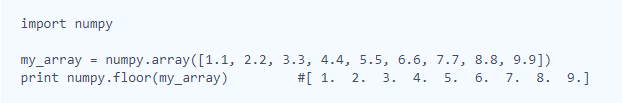 import numpy
my_array = numpy.array([1.1, 2.2, 3.3, 4.4, 5.5, 6.6, 7.7, 8.8, 9.9])
print numpy.floor(my_array)         #[ 1.  2.  3.  4.  5.  6.  7.  8.  9.]